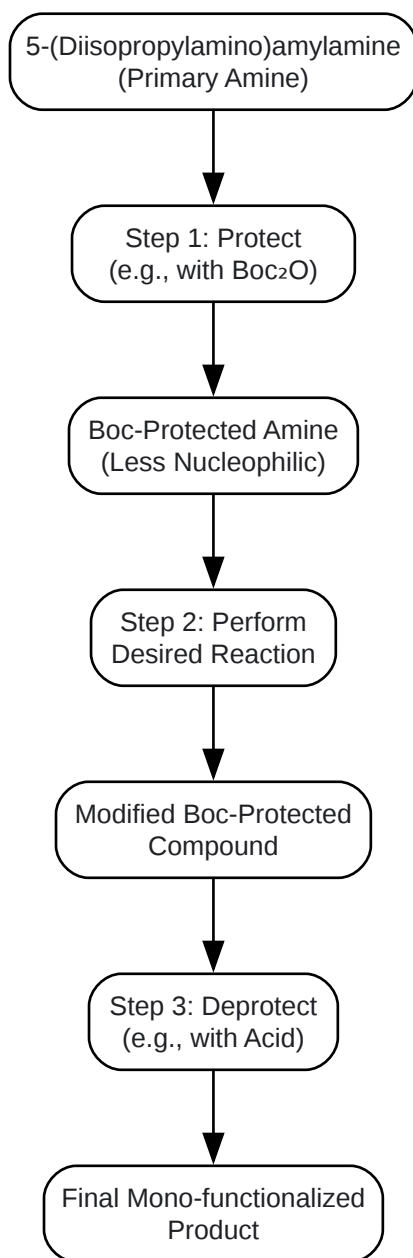 5-(Diisopropylamino)amylamine
(Primary Amine)
Step 1: Protect
(e.g., with Boc₂O)
Boc-Protected Amine
(Less Nucleophilic)
Step 2: Perform
Desired Reaction
Modified Boc-Protected
Compound
Step 3: Deprotect
(e.g., with Acid)
Final Mono-functionalized
Product